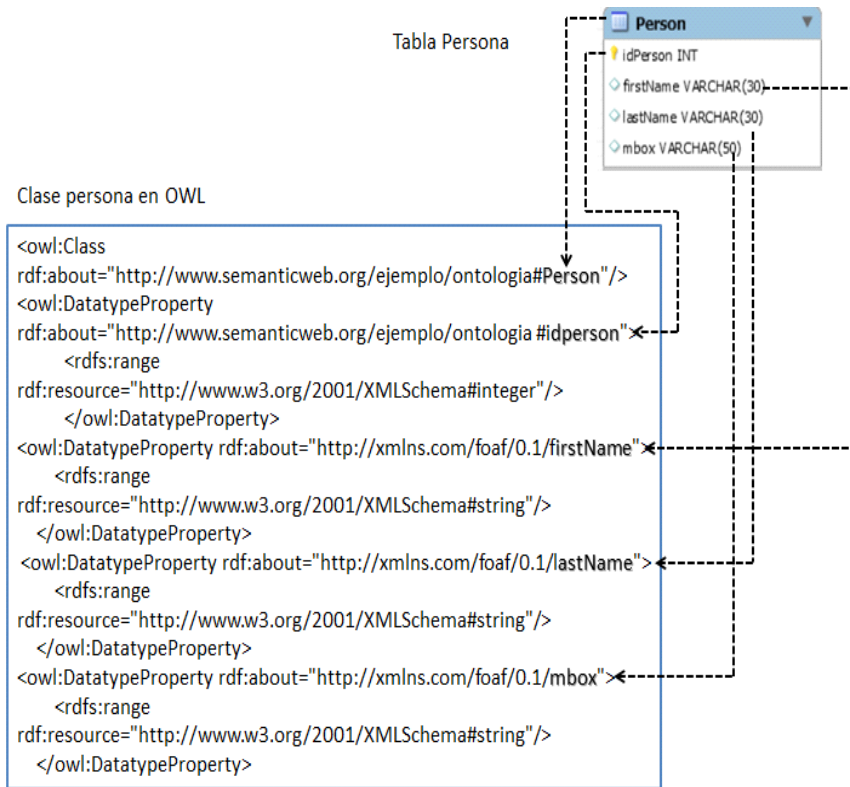 Tabla Persona
Person
idPerson INT
firstName VARCHAR(30)
lastName VARCHAR(30)
mbox VARCHAR(50)
Clase persona en OWL
<owl:Class
rdf:about="http://www.semanticweb.org/ejemplo/ontologia#Person"/>
<owl:DatatypeProperty
rdf:about="http://www.semanticweb.org/ejemplo/ontologia #idperson">
<rdfs:range
rdf:resource="http://www.w3.org/2001/XMLSchema#integer"/>
</owl:DatatypeProperty>
<owl:DatatypeProperty rdf:about="http://xmlns.com/foaf/0.1/firstName">
<rdfs:range
rdf:resource="http://www.w3.org/2001/XMLSchema#string"/>
</owl:DatatypeProperty>
<owl:DatatypeProperty rdf:about="http://xmlns.com/foaf/0.1/lastName">
<rdfs:range
rdf:resource="http://www.w3.org/2001/XMLSchema#string"/>
</owl:DatatypeProperty>
<owl:DatatypeProperty rdf:about="http://xmlns.com/foaf/0.1/mbox">
<rdfs:range
rdf:resource="http://www.w3.org/2001/XMLSchema#string"/>
</owl:DatatypeProperty>